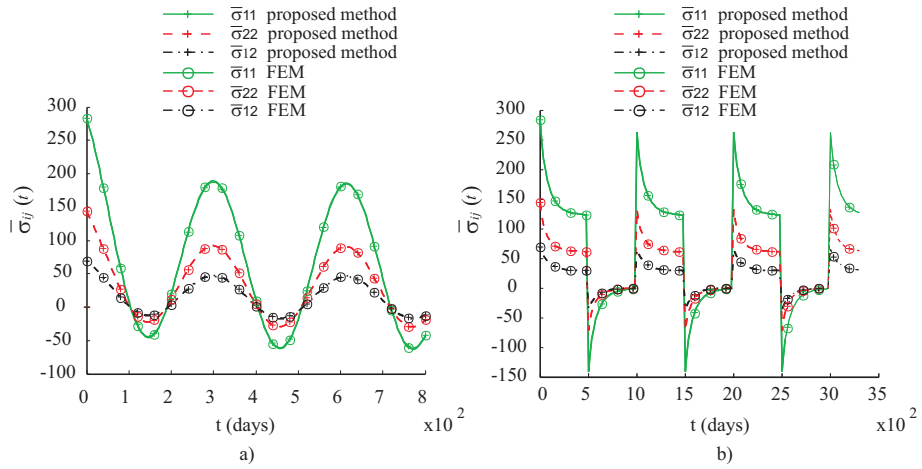 σ̅11 proposed method
σ̅22 proposed method
σ̅12 proposed method
σ̅11 FEM
σ̅22 FEM
σ̅12 FEM
300
250
200
150
100
50
0
-50
-100
σ̅ij (t)
0 1 2 3 4 5 6 7 8
t (days) x10 2
a)
σ̅11 proposed method
σ̅22 proposed method
σ̅12 proposed method
σ̅11 FEM
σ̅22 FEM
σ̅12 FEM
300
250
200
150
100
50
0
-50
-100
-150
σ̅ij (t)
0 5 10 15 20 25 30 35
t (days) x10 2
b)